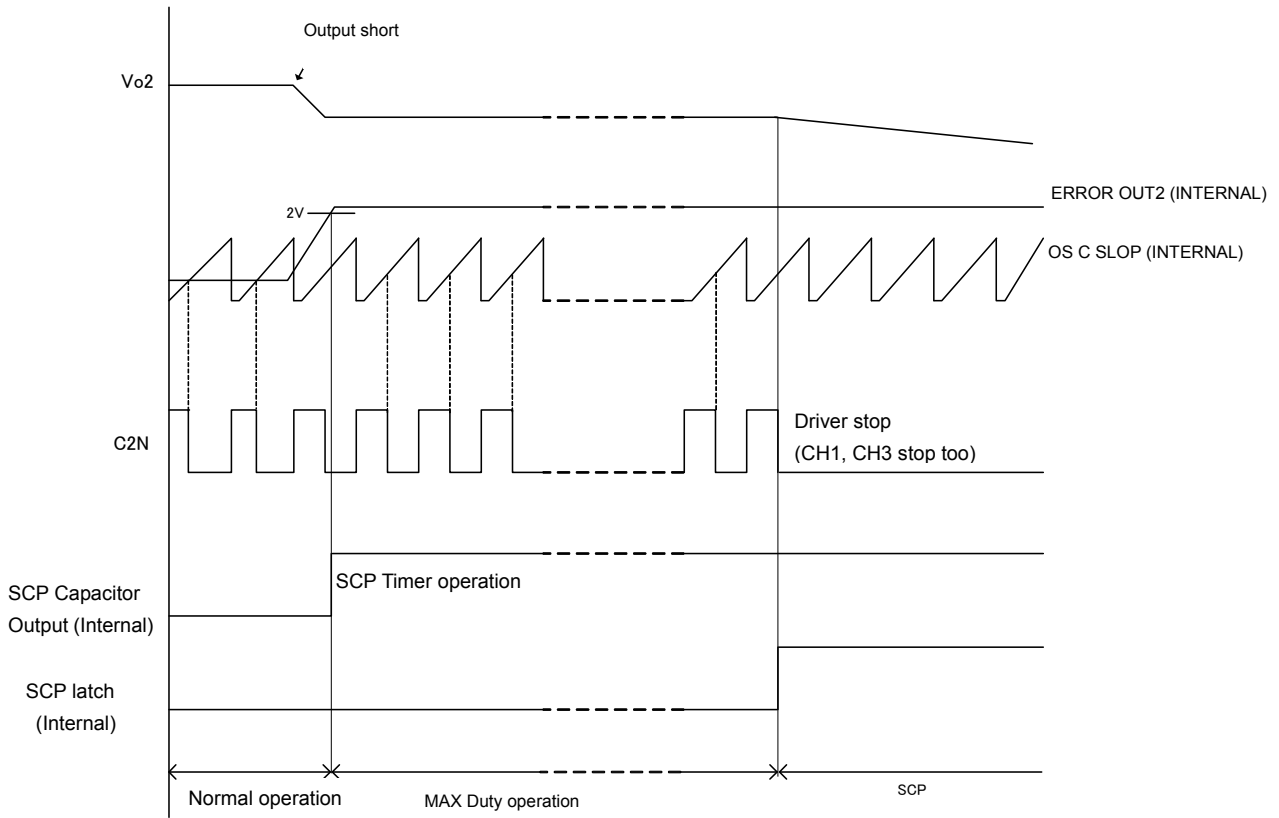 Output short
Vo2
ERROR OUT2 (INTERNAL)
2V
OS C SLOP (INTERNAL)
C2N
Driver stop
(CH1, CH3 stop too)
SCP Timer operation
SCP Capacitor
Output (Internal)
SCP latch
(Internal)
Normal operation
MAX Duty operation
SCP